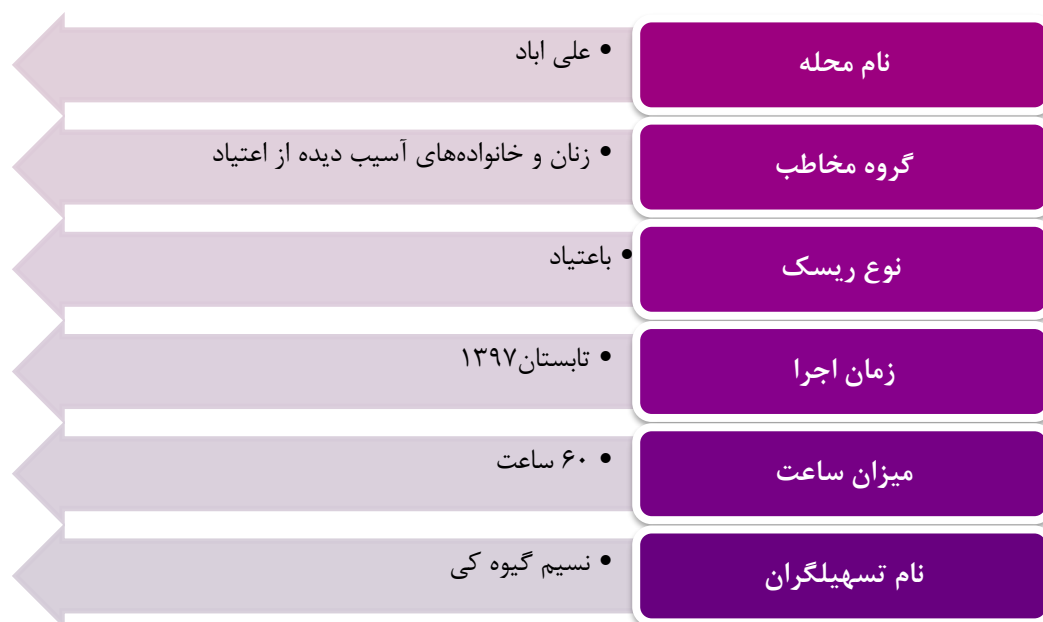 نام محله
• علی اباد
گروه مخاطب
• زنان و خانواده‌های آسیب دیده از اعتیاد
نوع ریسک
• باعتیاد
زمان اجرا
• تابستان۱۳۹۷
میزان ساعت
• ۶۰ ساعت
نام تسهیلگران
• نسیم گیوه کی